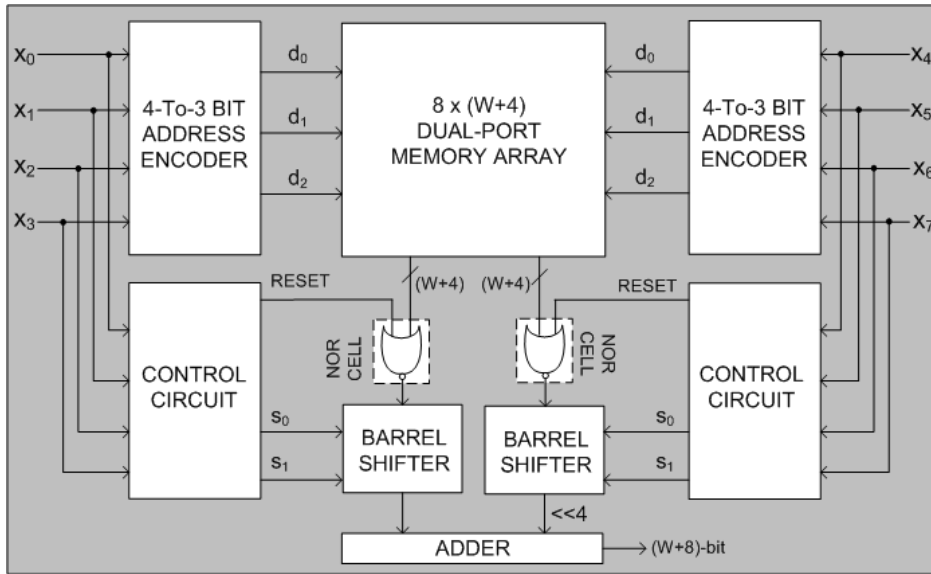 x0
x1
x2
x3
4-To-3 BIT
ADDRESS
ENCODER
d0
d1
d2
8 x (W+4)
DUAL-PORT
MEMORY ARRAY
d0
d1
d2
4-To-3 BIT
ADDRESS
ENCODER
x4
x5
x6
x7
RESET
(W+4)
(W+4)
RESET
NOR
CELL
NOR
CELL
CONTROL
CIRCUIT
s0
s1
BARREL
SHIFTER
BARREL
SHIFTER
s0
s1
CONTROL
CIRCUIT
<<4
ADDER
(W+8)-bit